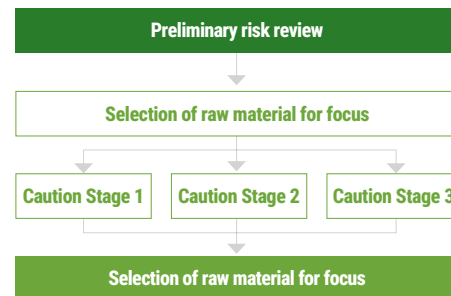 Preliminary risk review
Selection of raw material for focus
Caution Stage 1
Caution Stage 2
Caution Stage 3
Selection of raw material for focus